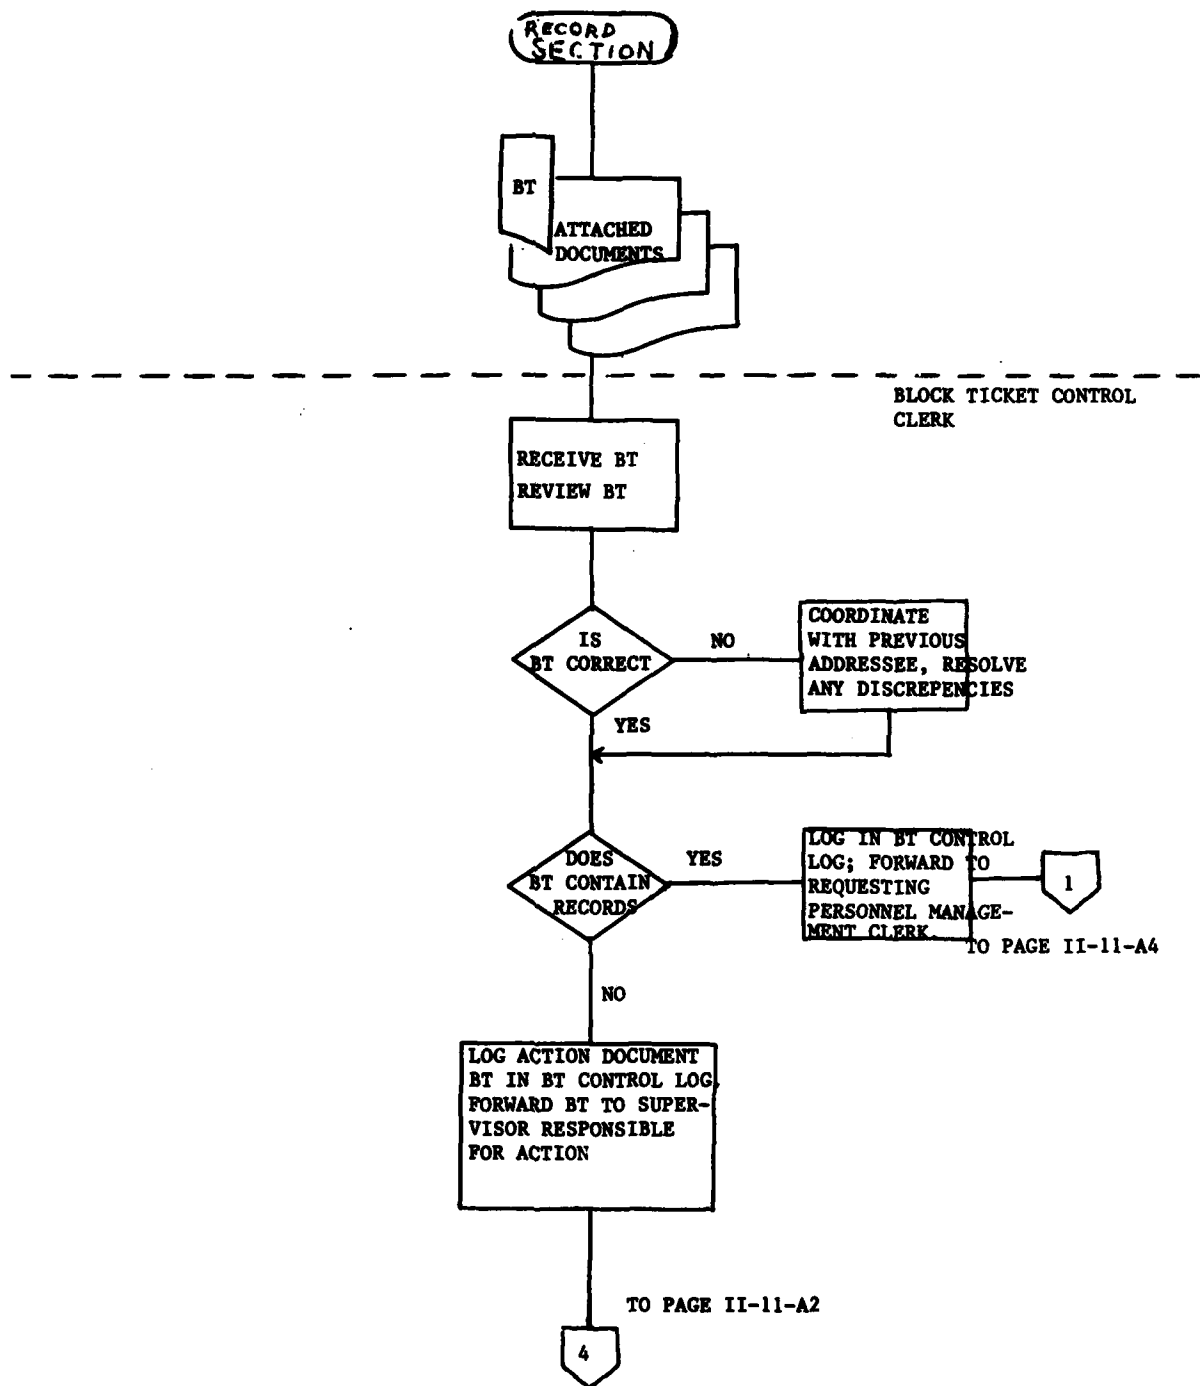 RECORD
SECTION
BT
ATTACHED
DOCUMENTS
BLOCK TICKET CONTROL
CLERK
RECEIVE BT
REVIEW BT
IS
BT CORRECT
NO
COORDINATE
WITH PREVIOUS
ADDRESSEE, RESOLVE
ANY DISCREPENCIES
YES
DOES
BT CONTAIN
RECORDS
YES
LOG IN BT CONTROL
LOG; FORWARD TO
REQUESTING
PERSONNEL MANAGE-
MENT CLERK.
1
TO PAGE II-11-A4
NO
LOG ACTION DOCUMENT
BT IN BT CONTROL LOG
FORWARD BT TO SUPER-
VISOR RESPONSIBLE
FOR ACTION
TO PAGE II-11-A2
4